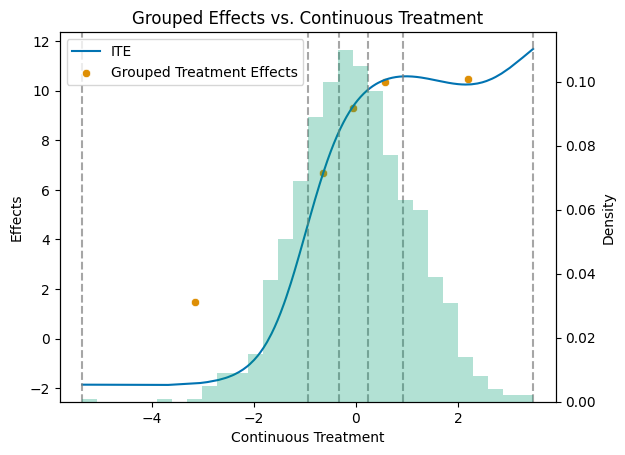 Grouped Effects vs. Continuous Treatment
ITE
Grouped Treatment Effects
12
10
8
6
4
2
0
−2
Effects
0.10
0.08
0.06
0.04
0.02
0.00
Density
−4 −2 0 2
Continuous Treatment